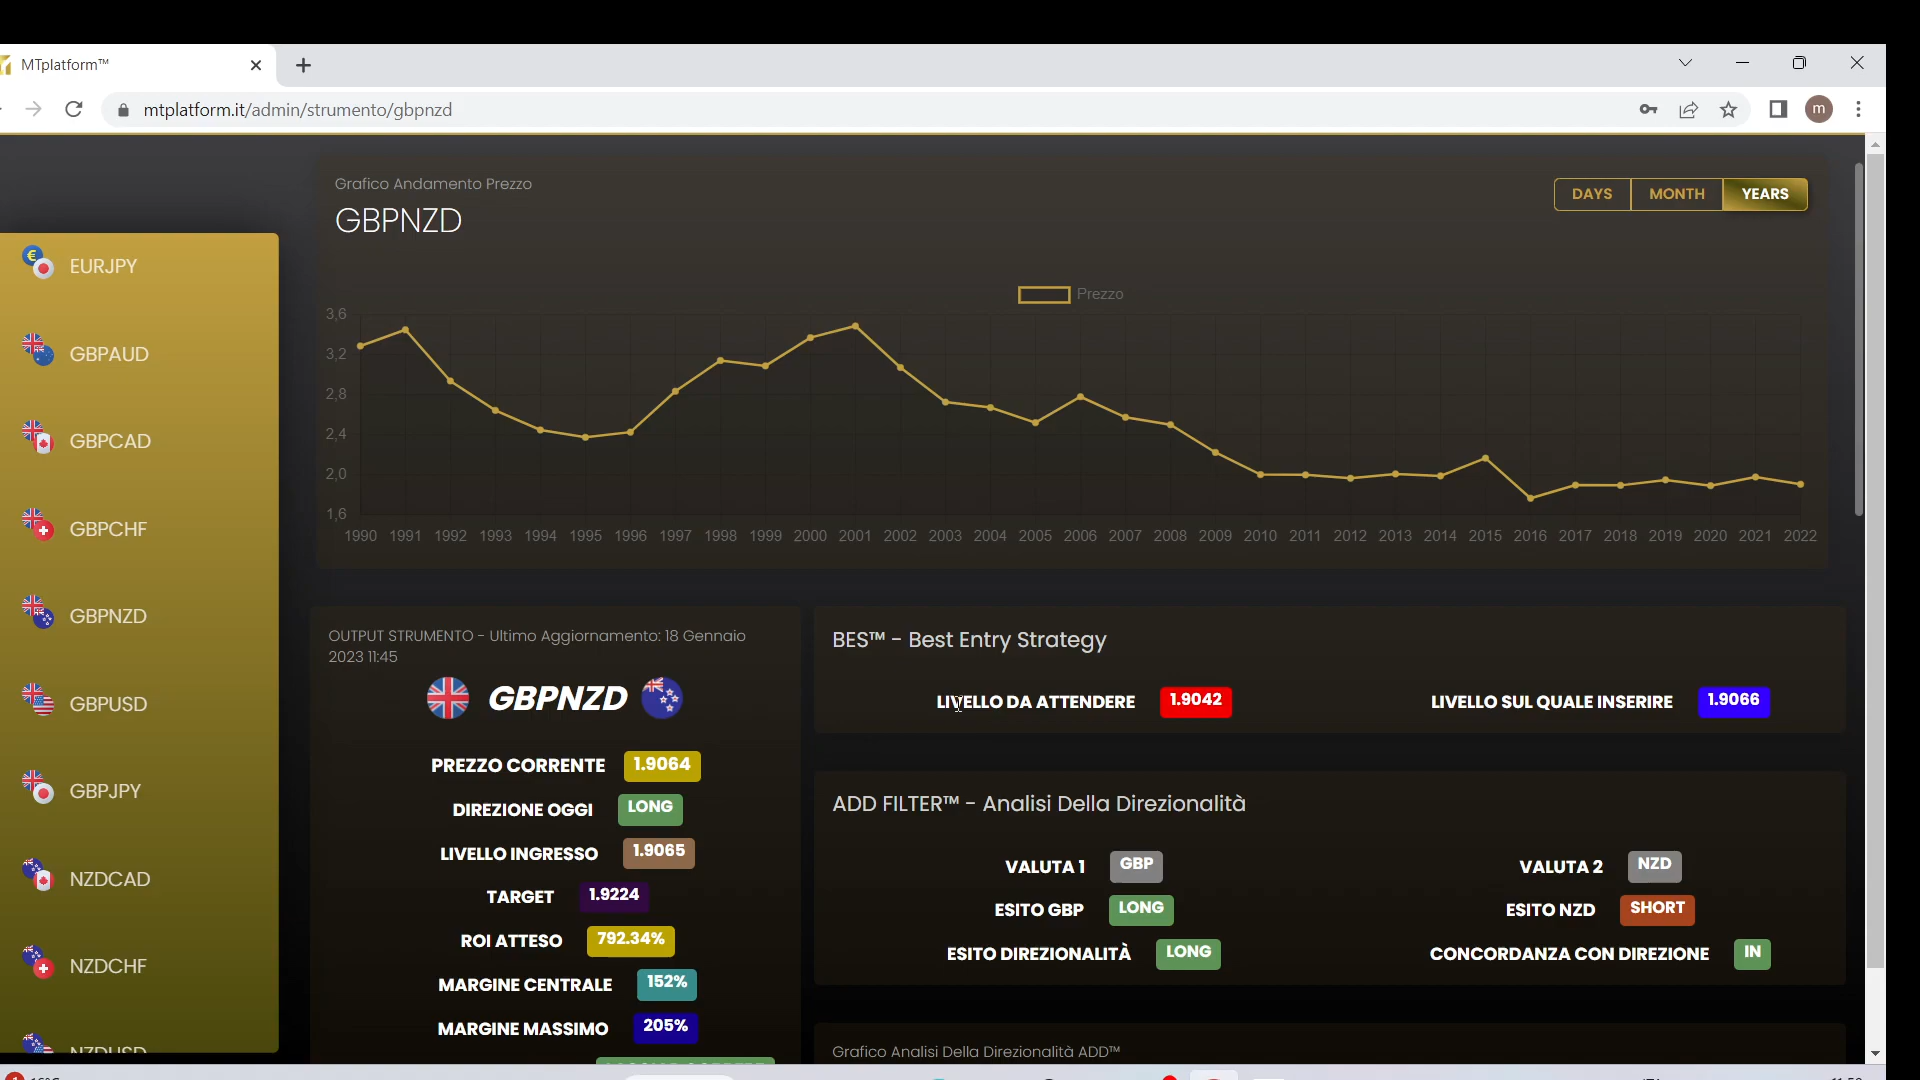 MTplatform™
mtplatform.it/admin/strumento/gbpnzd
m
Grafico Andamento Prezzo
GBPNZD
DAYS MONTH YEARS
Prezzo
3,6
3,2
2,8
2,4
2,0
1,6
1990 1991 1992 1993 1994 1995 1996 1997 1998 1999 2000 2001 2002 2003 2004 2005 2006 2007 2008 2009 2010 2011 2012 2013 2014 2015 2016 2017 2018 2019 2020 2021 2022
EURJPY
GBPAUD
GBPCAD
GBPCHF
GBPNZD
GBPUSD
GBPJPY
NZDCAD
NZDCHF
NZDUSD
OUTPUT STRUMENTO - Ultimo Aggiornamento: 18 Gennaio
2023 11:45
GBPNZD
PREZZO CORRENTE 1.9064
DIREZIONE OGGI LONG
LIVELLO INGRESSO 1.9065
TARGET 1.9224
ROI ATTESO 792.34%
MARGINE CENTRALE 152%
MARGINE MASSIMO 205%
BES™ - Best Entry Strategy
LIVELLO DA ATTENDERE 1.9042
LIVELLO SUL QUALE INSERIRE 1.9066
ADD FILTER™ - Analisi Della Direzionalità
VALUTA 1 GBP
VALUTA 2 NZD
ESITO GBP LONG
ESITO NZD SHORT
ESITO DIREZIONALITÀ LONG
CONCORDANZA CON DIREZIONE IN
Grafico Analisi Della Direzionalità ADD™